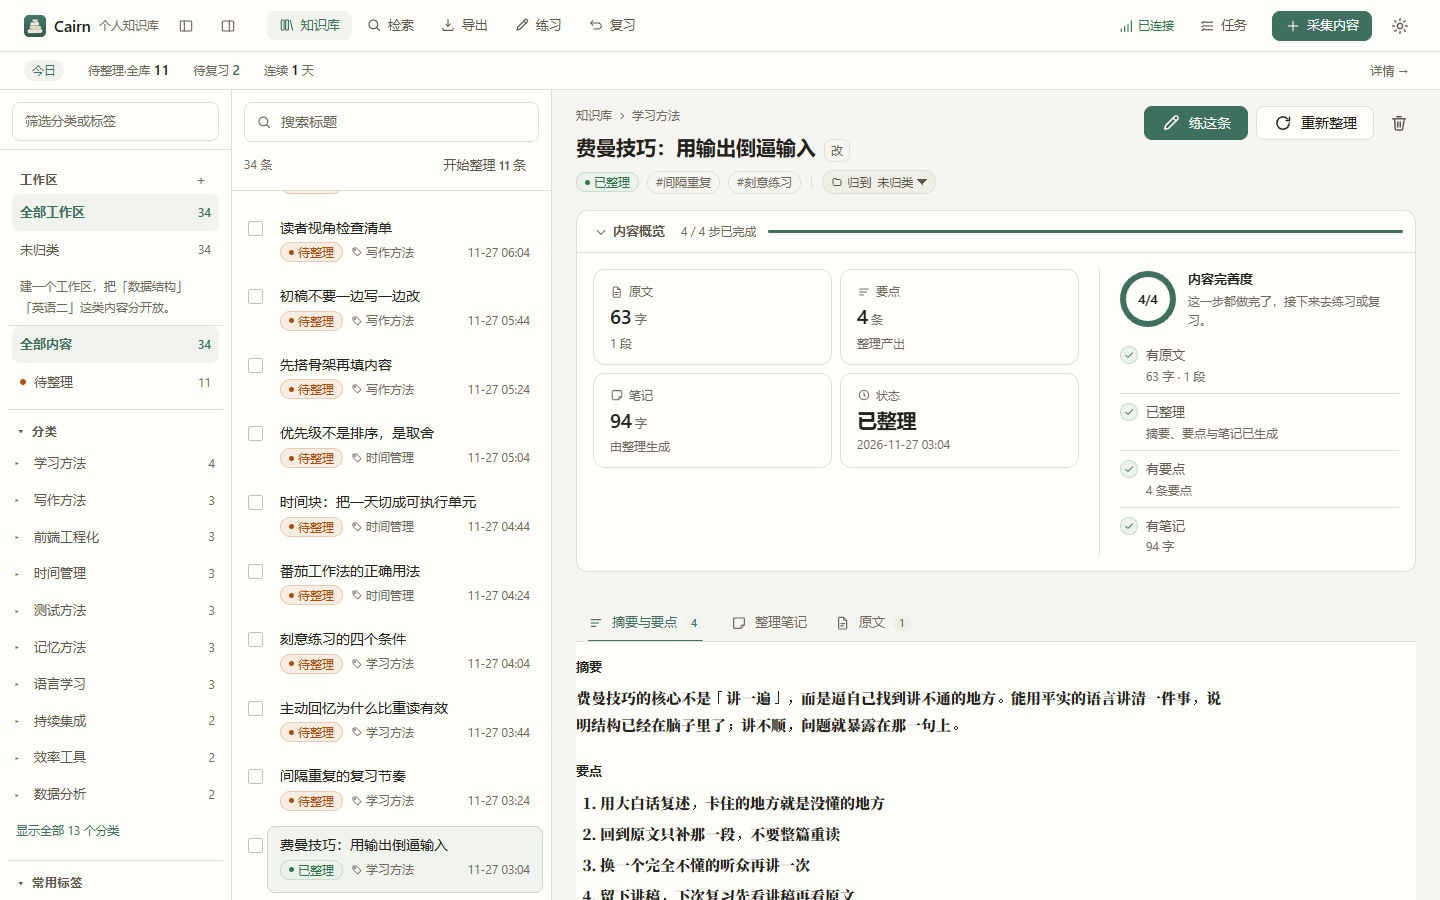 Cairn 个人知识库 知识库 检索 导出 练习 复习 已连接 任务 采集内容
今日 待整理·全库 11 待复习 2 连续 1 天 详情 →
筛选分类或标签
工作区 +
全部工作区 34
未归类 34
建一个工作区，把「数据结构」
「英语二」这类内容分开放。
全部内容 34
待整理 11
分类
学习方法 4
写作方法 3
前端工程化 3
时间管理 3
测试方法 3
记忆方法 3
语言学习 3
持续集成 2
效率工具 2
数据分析 2
显示全部 13 个分类
常用标签
搜索标题
34 条 开始整理 11 条
读者视角检查清单
待整理 写作方法 11-27 06:04
初稿不要一边写一边改
待整理 写作方法 11-27 05:44
先搭骨架再填内容
待整理 写作方法 11-27 05:24
优先级不是排序，是取舍
待整理 时间管理 11-27 05:04
时间块：把一天切成可执行单元
待整理 时间管理 11-27 04:44
番茄工作法的正确用法
待整理 时间管理 11-27 04:24
刻意练习的四个条件
待整理 学习方法 11-27 04:04
主动回忆为什么比重读有效
待整理 学习方法 11-27 03:44
间隔重复的复习节奏
待整理 学习方法 11-27 03:24
费曼技巧：用输出倒逼输入
已整理 学习方法 11-27 03:04
知识库 › 学习方法
费曼技巧：用输出倒逼输入 改
练这条 重新整理
已整理 #间隔重复 #刻意练习 归到 未归类
内容概览 4 / 4 步已完成
原文
63 字
1 段
要点
4 条
整理产出
笔记
94 字
由整理生成
状态
已整理
2026-11-27 03:04
4/4
内容完善度
这一步都做完了，接下来去练习或复
习。
有原文
63 字 · 1 段
已整理
摘要、要点与笔记已生成
有要点
4 条要点
有笔记
94 字
摘要与要点 4 整理笔记 原文 1
摘要
费曼技巧的核心不是「讲一遍」，而是逼自己找到讲不通的地方。能用平实的语言讲清一件事，说
明结构已经在脑子里了；讲不顺，问题就暴露在那一句上。
要点
1. 用大白话复述，卡住的地方就是没懂的地方
2. 回到原文只补那一段，不要整篇重读
3. 换一个完全不懂的听众再讲一次
4. 留下讲稿，下次复习先看讲稿再看原文